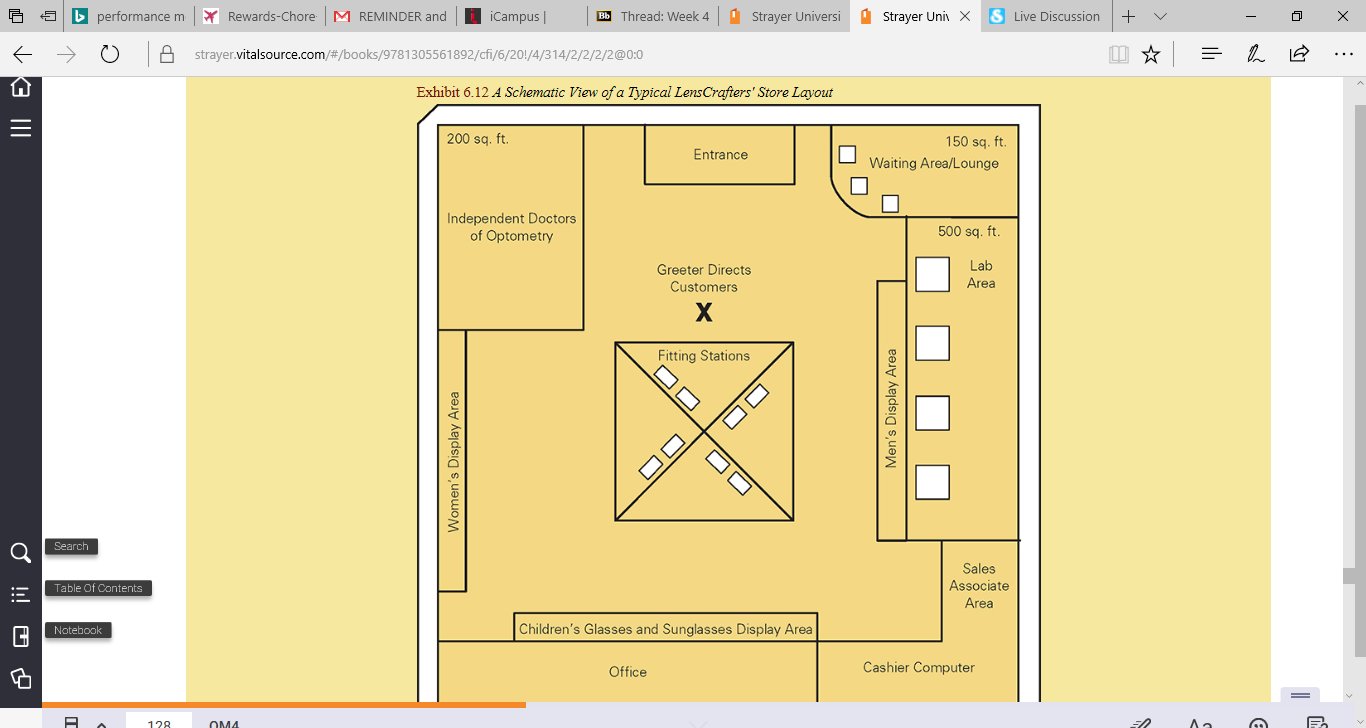 performance m
Rewards-Chore
REMINDER and
iCampus |
Bb Thread: Week 4
Strayer Universi
Strayer Univ
S Live Discussion
strayer.vitalsource.com/#/books/9781305561892/cfi/6/20!/4/314/2/2/2/2@0:0
Exhibit 6.12 A Schematic View of a Typical LensCrafters' Store Layout
200 sq. ft.
Independent Doctors
of Optometry
Entrance
150 sq. ft.
Waiting Area/Lounge
500 sq. ft.
Lab
Area
Greeter Directs
Customers
X
Fitting Stations
Women's Display Area
Men's Display Area
Sales
Associate
Area
Children's Glasses and Sunglasses Display Area
Office
Cashier Computer
Search
Table Of Contents
Notebook
128
OM4
Aa